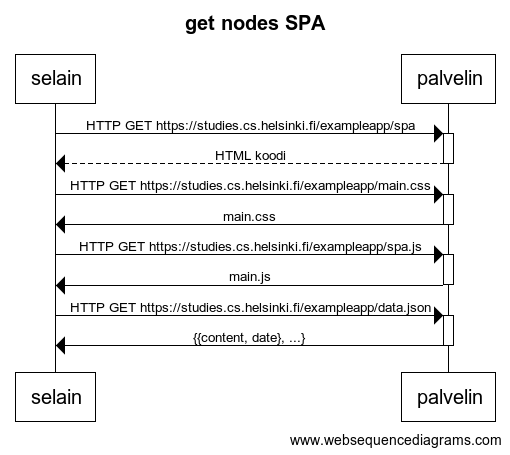 get nodes SPA
selain
palvelin
HTTP GET https://studies.cs.helsinki.fi/exampleapp/spa
HTML koodi
HTTP GET https://studies.cs.helsinki.fi/exampleapp/main.css
main.css
HTTP GET https://studies.cs.helsinki.fi/exampleapp/spa.js
main.js
HTTP GET https://studies.cs.helsinki.fi/exampleapp/data.json
{{content, date}, ...}
selain
palvelin
www.websequencediagrams.com